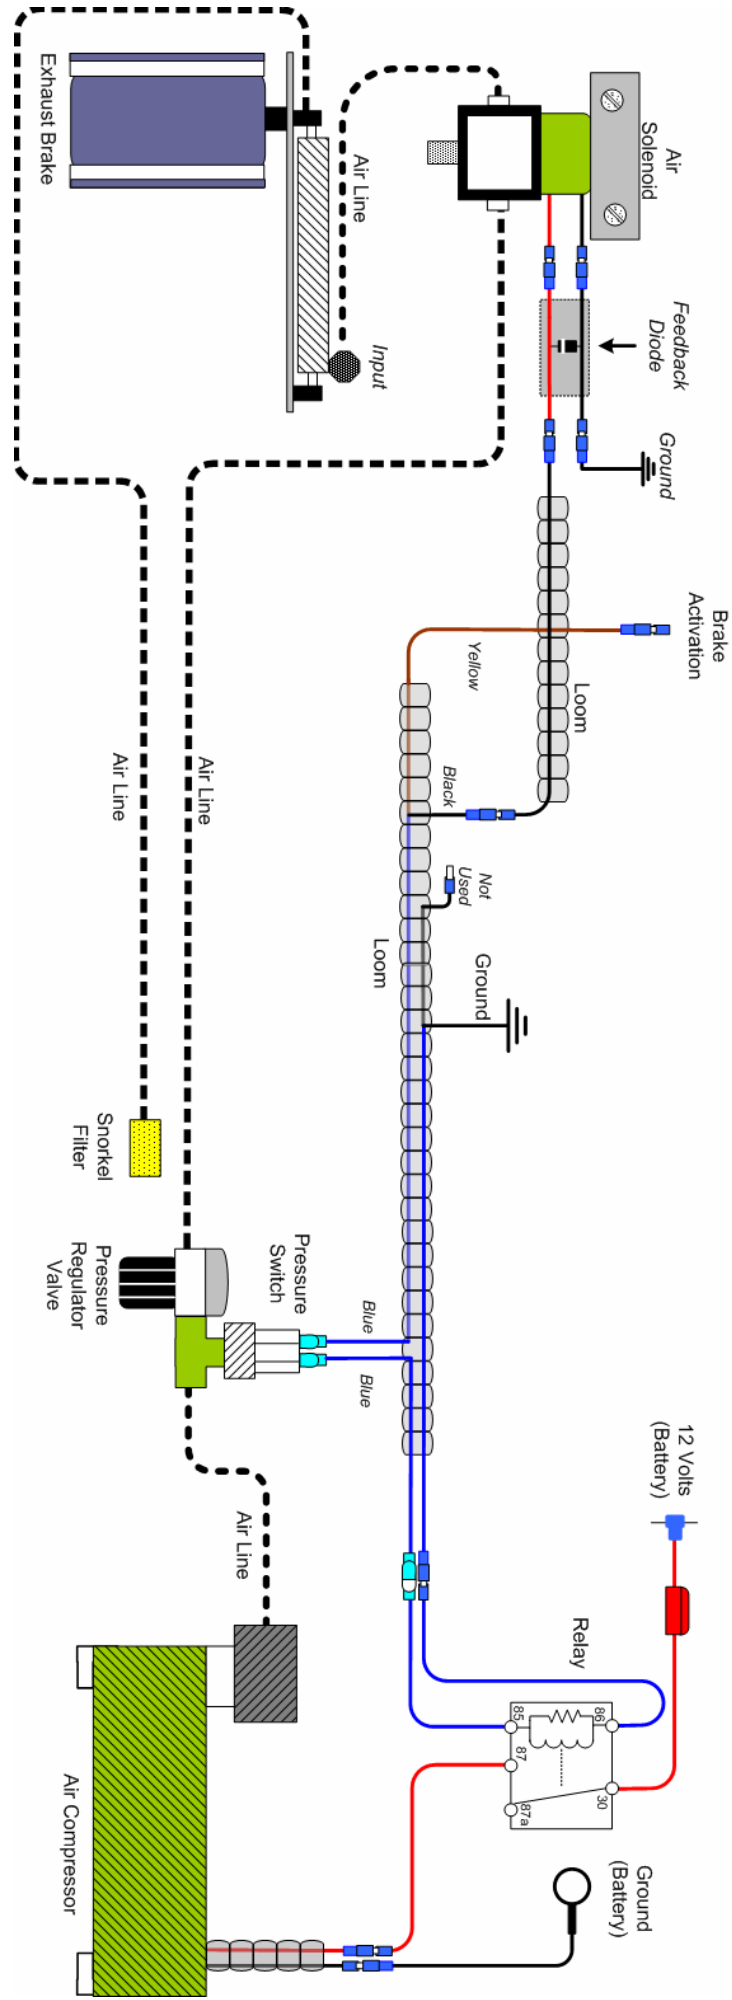 Exhaust Brake
Air Line
Input
Air
Solenoid
Feedback
Diode
Ground
Brake
Activation
Yellow
Loom
Black
Not
Used
Loom
Ground
Air Line
Air Line
Snorkel
Filter
Pressure
Regulator
Valve
Pressure
Switch
Blue
Blue
12 Volts
(Battery)
Air Line
Relay
85
86
87
87a
30
Ground
(Battery)
Air Compressor